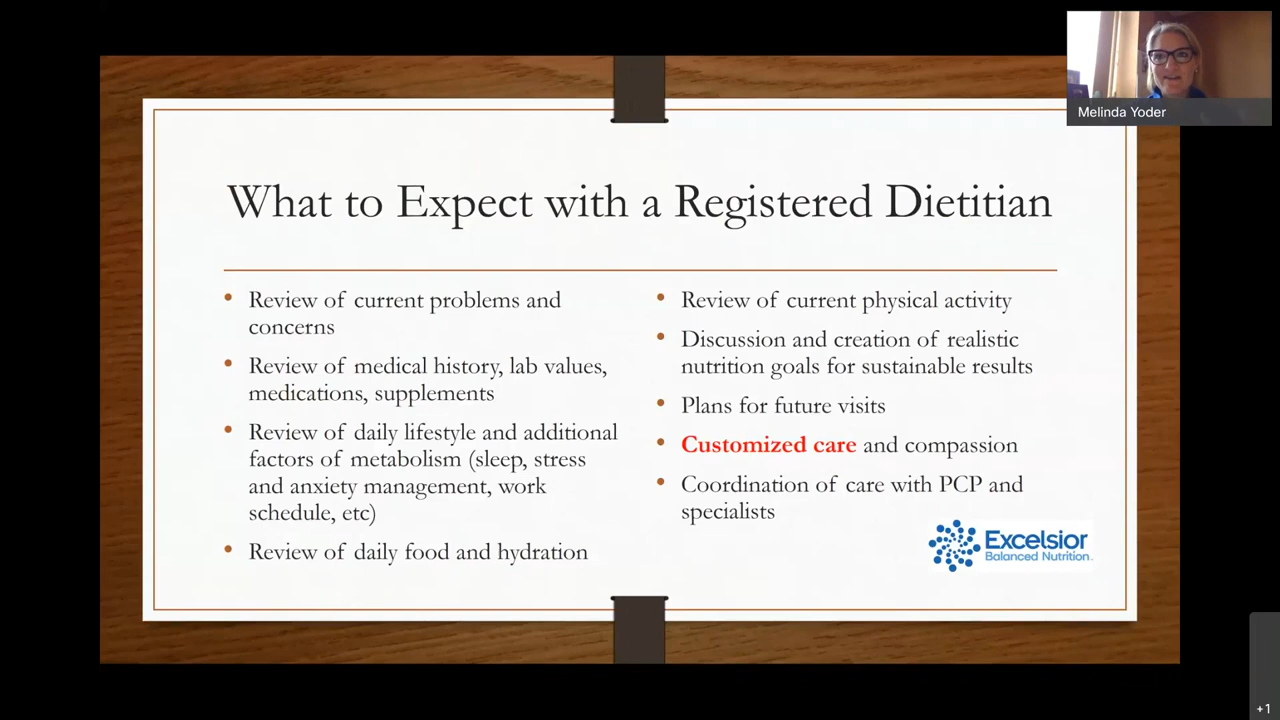 Melinda Yoder
What to Expect with a Registered Dietitian
• Review of current problems and
concerns
• Review of medical history, lab values,
medications, supplements
• Review of daily lifestyle and additional
factors of metabolism (sleep, stress
and anxiety management, work
schedule, etc)
• Review of daily food and hydration
• Review of current physical activity
• Discussion and creation of realistic
nutrition goals for sustainable results
• Plans for future visits
• Customized care and compassion
• Coordination of care with PCP and
specialists
Excelsior
Balanced Nutrition
+1